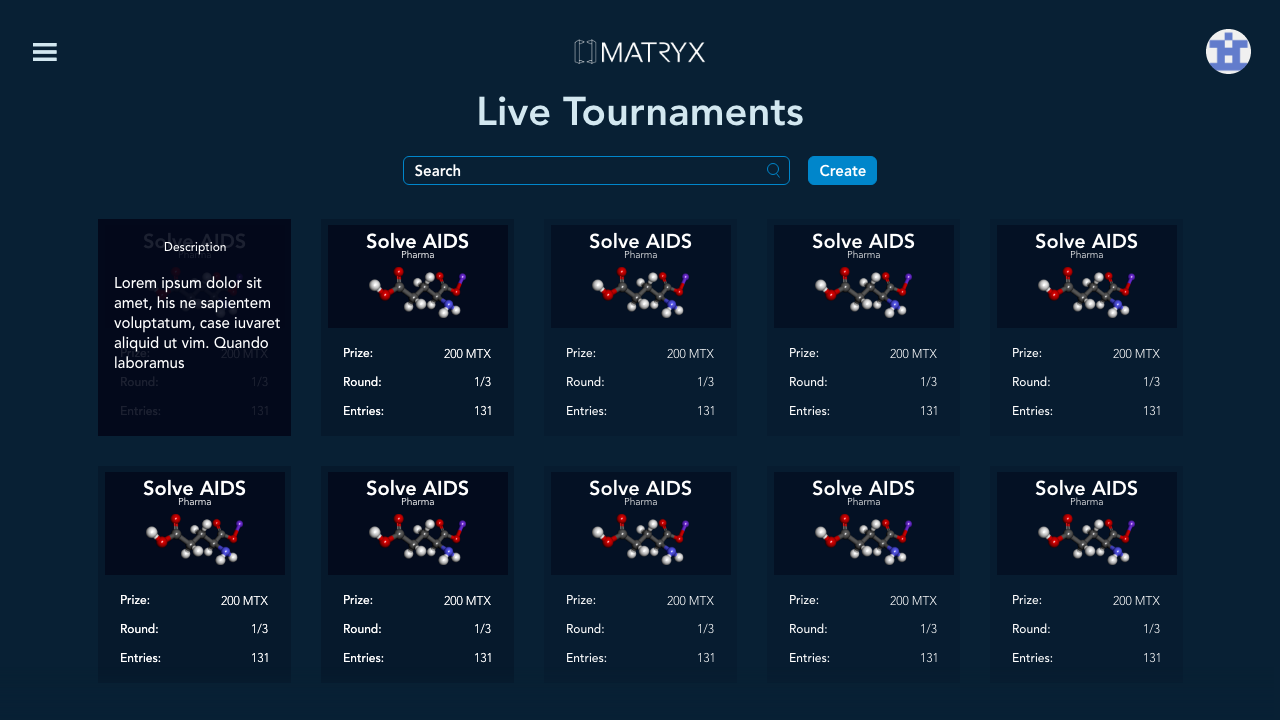 MATRYX
Live Tournaments
Search
Create
Solve AIDS
Description
Pharma
Lorem ipsum dolor sit
amet, his ne sapientem
voluptatum, case iuvaret
aliquid ut vim. Quando
laboramus
Prize:
200 MTX
Round:
1/3
Entries:
131
Solve AIDS
Pharma
Prize:
200 MTX
Round:
1/3
Entries:
131
Solve AIDS
Pharma
Prize:
200 MTX
Round:
1/3
Entries:
131
Solve AIDS
Pharma
Prize:
200 MTX
Round:
1/3
Entries:
131
Solve AIDS
Pharma
Prize:
200 MTX
Round:
1/3
Entries:
131
Solve AIDS
Pharma
Prize:
200 MTX
Round:
1/3
Entries:
131
Solve AIDS
Pharma
Prize:
200 MTX
Round:
1/3
Entries:
131
Solve AIDS
Pharma
Prize:
200 MTX
Round:
1/3
Entries:
131
Solve AIDS
Pharma
Prize:
200 MTX
Round:
1/3
Entries:
131
Solve AIDS
Pharma
Prize:
200 MTX
Round:
1/3
Entries:
131